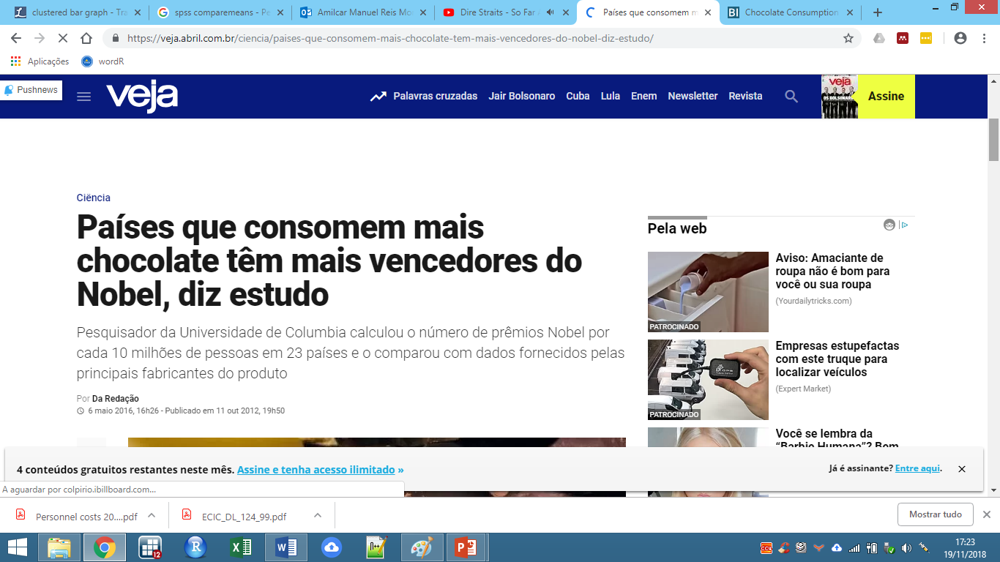 clustered bar graph - Tra
spss comparemeans - Pe
Amilcar Manuel Reis Mo
Dire Straits - So Far A
Países que consomem m
Chocolate Consumption
https://veja.abril.com.br/ciencia/paises-que-consomem-mais-chocolate-tem-mais-vencedores-do-nobel-diz-estudo/
Aplicações
wordR
Pushnews
veja
Palavras cruzadas Jair Bolsonaro Cuba Lula Enem Newsletter Revista
veja
OS BOLSONARO
Assine
Ciência
Países que consomem mais
chocolate têm mais vencedores do
Nobel, diz estudo
Pesquisador da Universidade de Columbia calculou o número de prêmios Nobel por
cada 10 milhões de pessoas em 23 países e o comparou com dados fornecidos pelas
principais fabricantes do produto
Por Da Redação
6 maio 2016, 16h26 - Publicado em 11 out 2012, 19h50
Pela web
Aviso: Amaciante de
roupa não é bom para
você ou sua roupa
(Yourdailytricks.com)
PATROCINADO
Empresas estupefactas
com este truque para
localizar veículos
(Expert Market)
PATROCINADO
Você se lembra da
“Barbie Humana”? Bem
4 conteúdos gratuitos restantes neste mês. Assine e tenha acesso ilimitado »
Já é assinante? Entre aqui.
A aguardar por colpirio.ibillboard.com...
Personnel costs 20....pdf
ECIC_DL_124_99.pdf
Mostrar tudo
12
17:23
19/11/2018